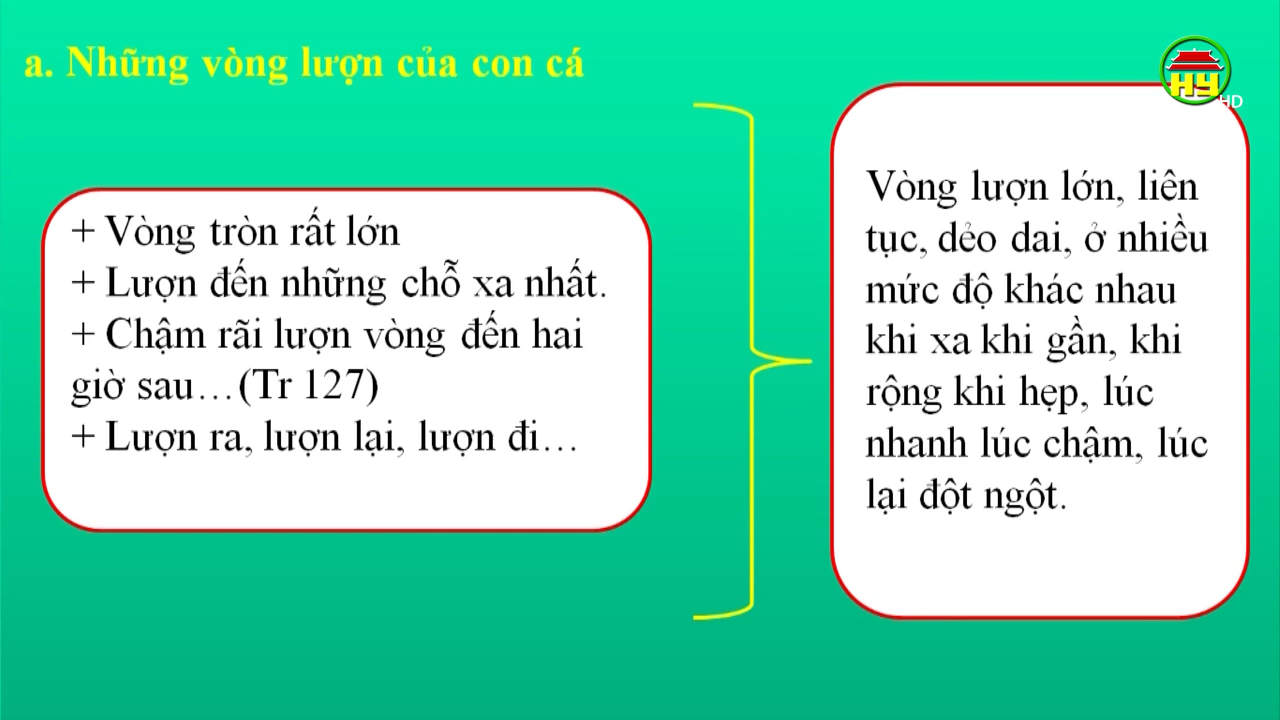 a. Những vòng lượn của con cá
HY
HD
+ Vòng tròn rất lớn
+ Lượn đến những chỗ xa nhất.
+ Chậm rãi lượn vòng đến hai
giờ sau…(Tr 127)
+ Lượn ra, lượn lại, lượn đi…
Vòng lượn lớn, liên
tục, dẻo dai, ở nhiều
mức độ khác nhau
khi xa khi gần, khi
rộng khi hẹp, lúc
nhanh lúc chậm, lúc
lại đột ngột.